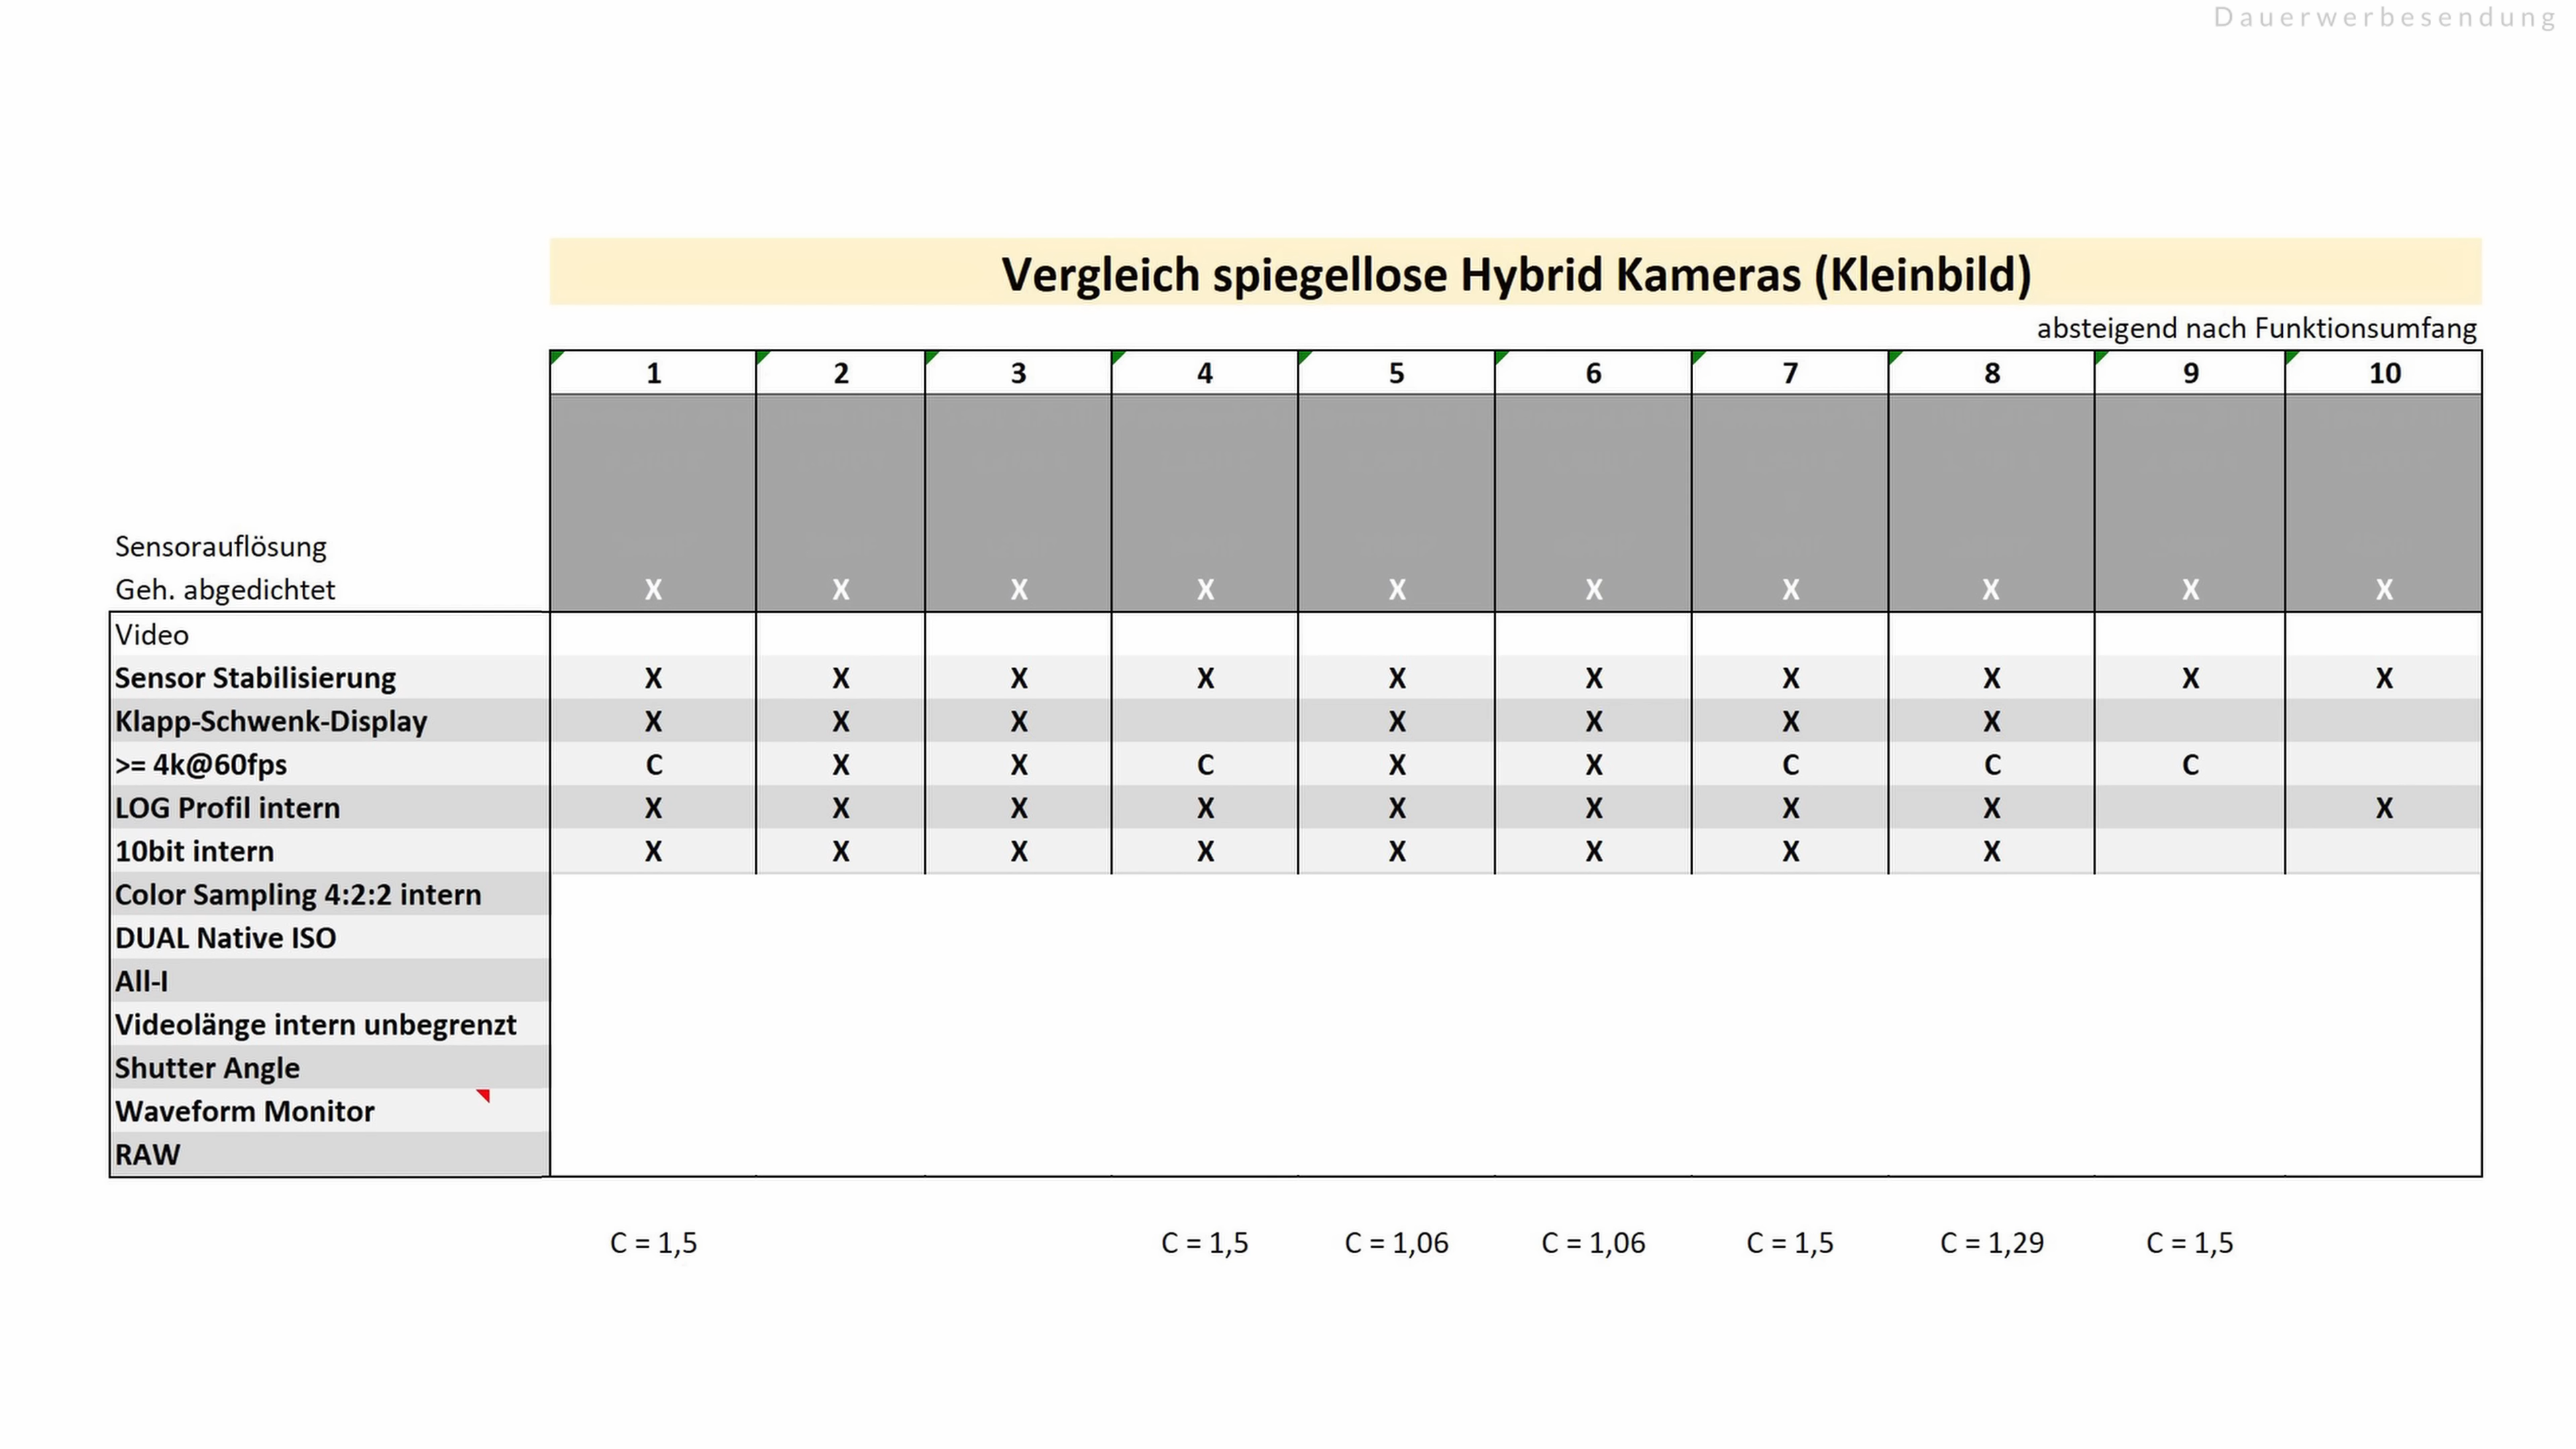 Dauerwerbesendung
Vergleich spiegellose Hybrid Kameras (Kleinbild)
absteigend nach Funktionsumfang
1 2 3 4 5 6 7 8 9 10
Sensorauflösung
Geh. abgedichtet X X X X X X X X X X
Video
Sensor Stabilisierung X X X X X X X X X X
Klapp-Schwenk-Display X X X X X X X
>= 4k@60fps C X X C X X C C C
LOG Profil intern X X X X X X X X X
10bit intern X X X X X X X X
Color Sampling 4:2:2 intern
DUAL Native ISO
All-I
Videolänge intern unbegrenzt
Shutter Angle
Waveform Monitor
RAW
C = 1,5 C = 1,5 C = 1,06 C = 1,06 C = 1,5 C = 1,29 C = 1,5